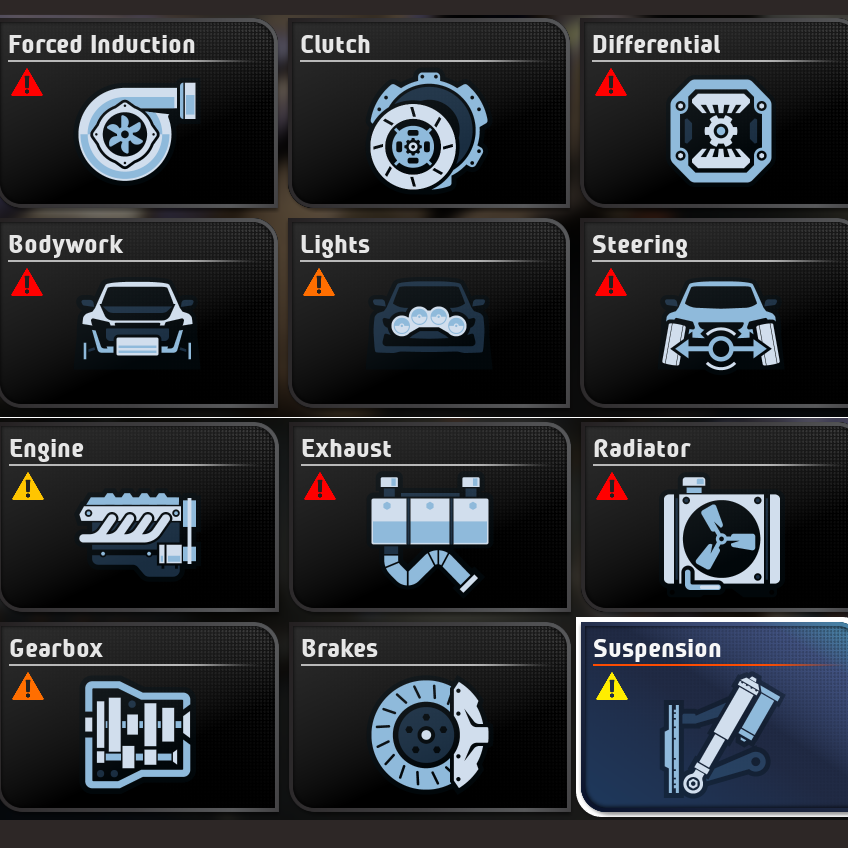 Forced Induction
Clutch
Differential
Bodywork
Lights
Steering
Engine
Exhaust
Radiator
Gearbox
Brakes
Suspension